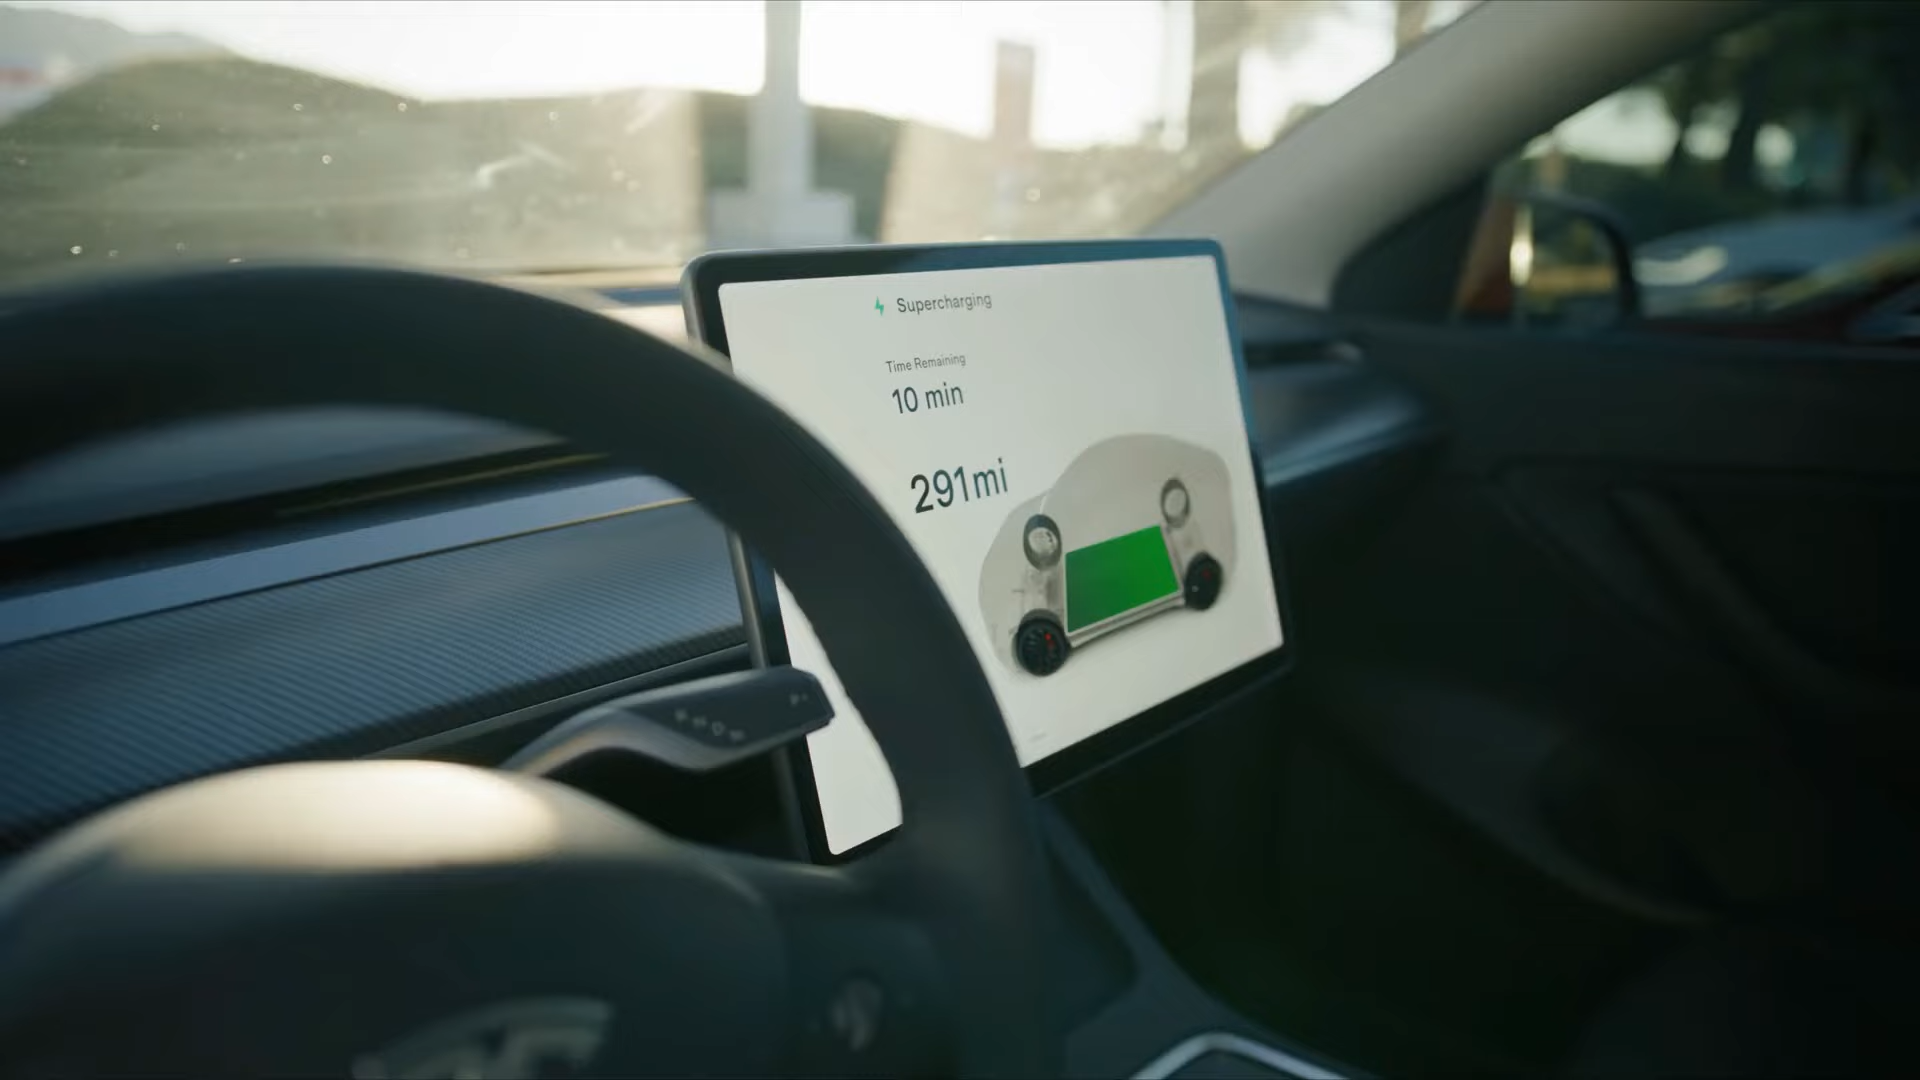 Supercharging
Time Remaining
10 min
291mi